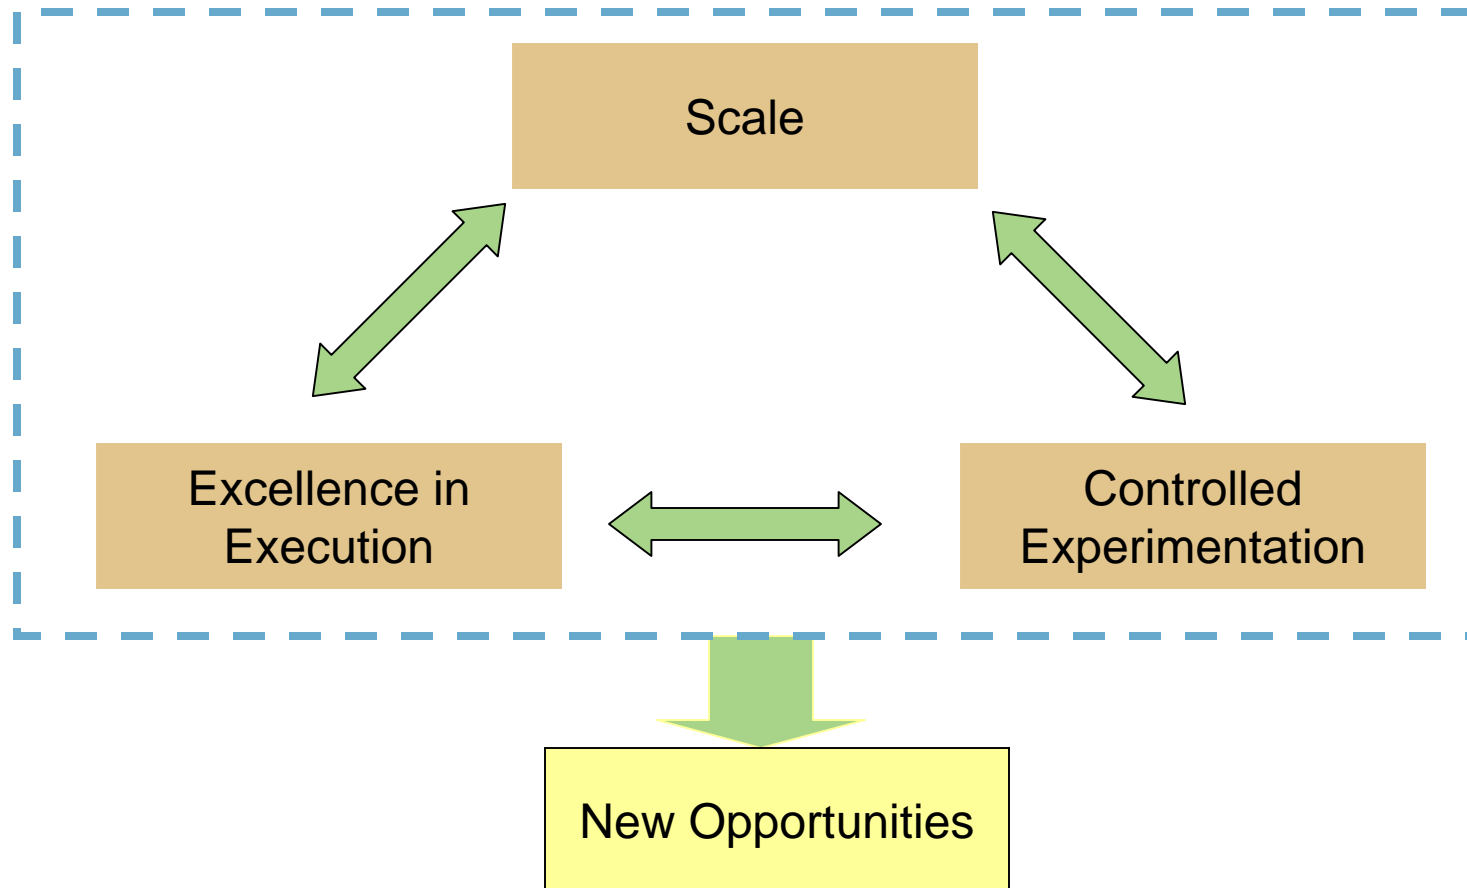 Scale
Excellence in
Execution
Controlled
Experimentation
New Opportunities